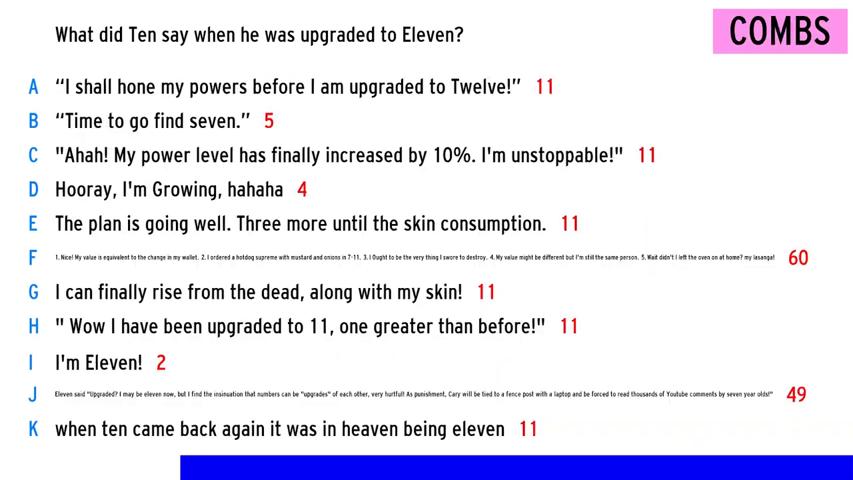 What did Ten say when he was upgraded to Eleven?
COMBS
A “I shall hone my powers before I am upgraded to Twelve!” 11
B “Time to go find seven.” 5
C "Ahah! My power level has finally increased by 10%. I'm unstoppable!" 11
D Hooray, I'm Growing, hahaha 4
E The plan is going well. Three more until the skin consumption. 11
F 1. Nice! My value is equivalent to the change in my wallet. 2. I ordered a hotdog supreme with mustard and onions in 7-11. 3. I Ought to be the very thing I swore to destroy. 4. My value might be different but I'm still the same person. 5. Wait didn't I left the oven on at home? my lasanga! 60
G I can finally rise from the dead, along with my skin! 11
H " Wow I have been upgraded to 11, one greater than before!" 11
I I'm Eleven! 2
J Eleven said "Upgraded? I may be eleven now, but I find the insinuation that numbers can be "upgrades" of each other, very hurtful! As punishment, Cary will be tied to a fence post with a laptop and be forced to read thousands of Youtube comments by seven year olds!" 49
K when ten came back again it was in heaven being eleven 11